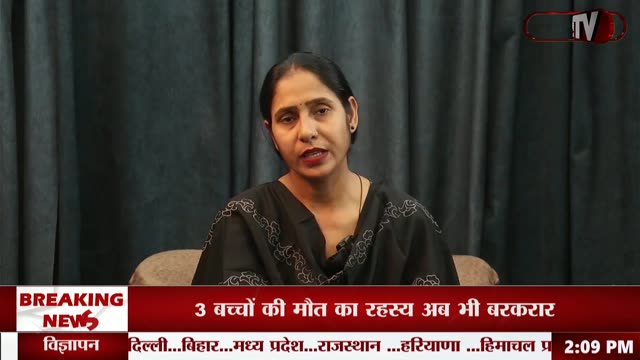 TV
3 बच्चों की मौत का रहस्य अब भी बरकरार
BREAKING
NEWS
विज्ञापन
दिल्ली...बिहार...मध्य प्रदेश...राजस्थान ...हरियाणा ...हिमाचल प्र
2:09 PM